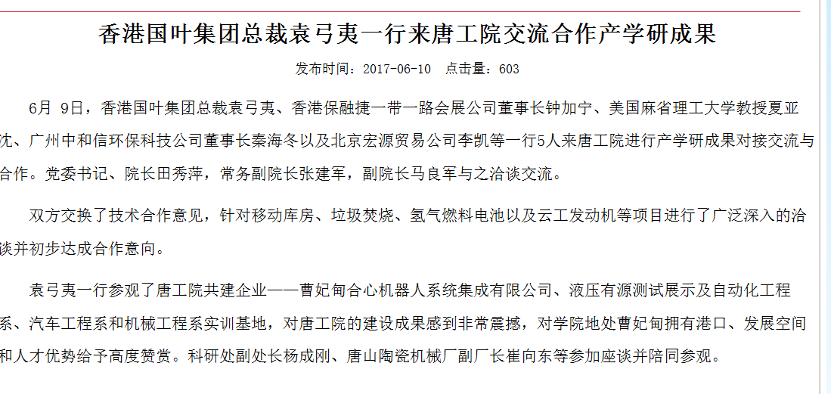 香港国叶集团总裁袁弓夷一行来唐工院交流合作产学研成果
发布时间：2017-06-10 点击量：603
6月 9日，香港国叶集团总裁袁弓夷、香港保融捷一带一路会展公司董事长钟加宁、美国麻省理工大学教授夏亚
沈、广州中和信环保科技公司董事长秦海冬以及北京宏源贸易公司李凯等一行5人来唐工院进行产学研成果对接交流与
合作。党委书记、院长田秀萍，常务副院长张建军，副院长马良军与之洽谈交流。
双方交换了技术合作意见，针对移动库房、垃圾焚烧、氢气燃料电池以及云工发动机等项目进行了广泛深入的洽
谈并初步达成合作意向。
袁弓夷一行参观了唐工院共建企业——曹妃甸合心机器人系统集成有限公司、液压有源测试展示及自动化工程
系、汽车工程系和机械工程系实训基地，对唐工院的建设成果感到非常震撼，对学院地处曹妃甸拥有港口、发展空间
和人才优势给予高度赞赏。科研处副处长杨成刚、唐山陶瓷机械厂副厂长崔向东等参加座谈并陪同参观。